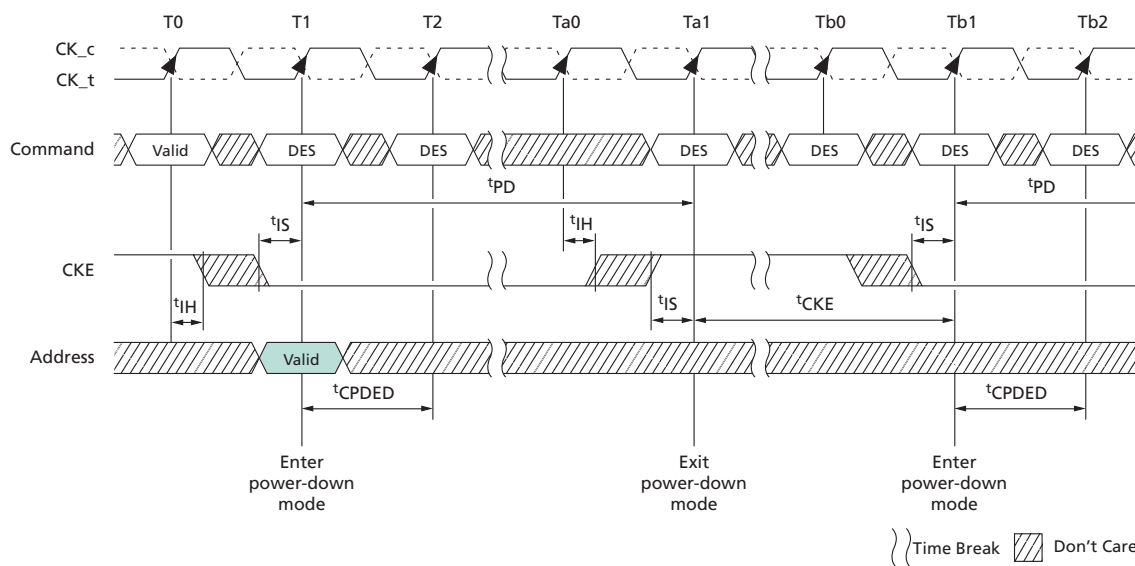 T0 T1 T2 Ta0 Ta1 Tb0 Tb1 Tb2
CK_c
CK_t
Command Valid DES DES DES DES DES DES
tPD tPD
tIH tIS
tIS
CKE
tIH tIS tCKE
Address Valid
tCPDED tCPDED
Enter power-down mode
Exit power-down mode
Enter power-down mode
Time Break Don't Care